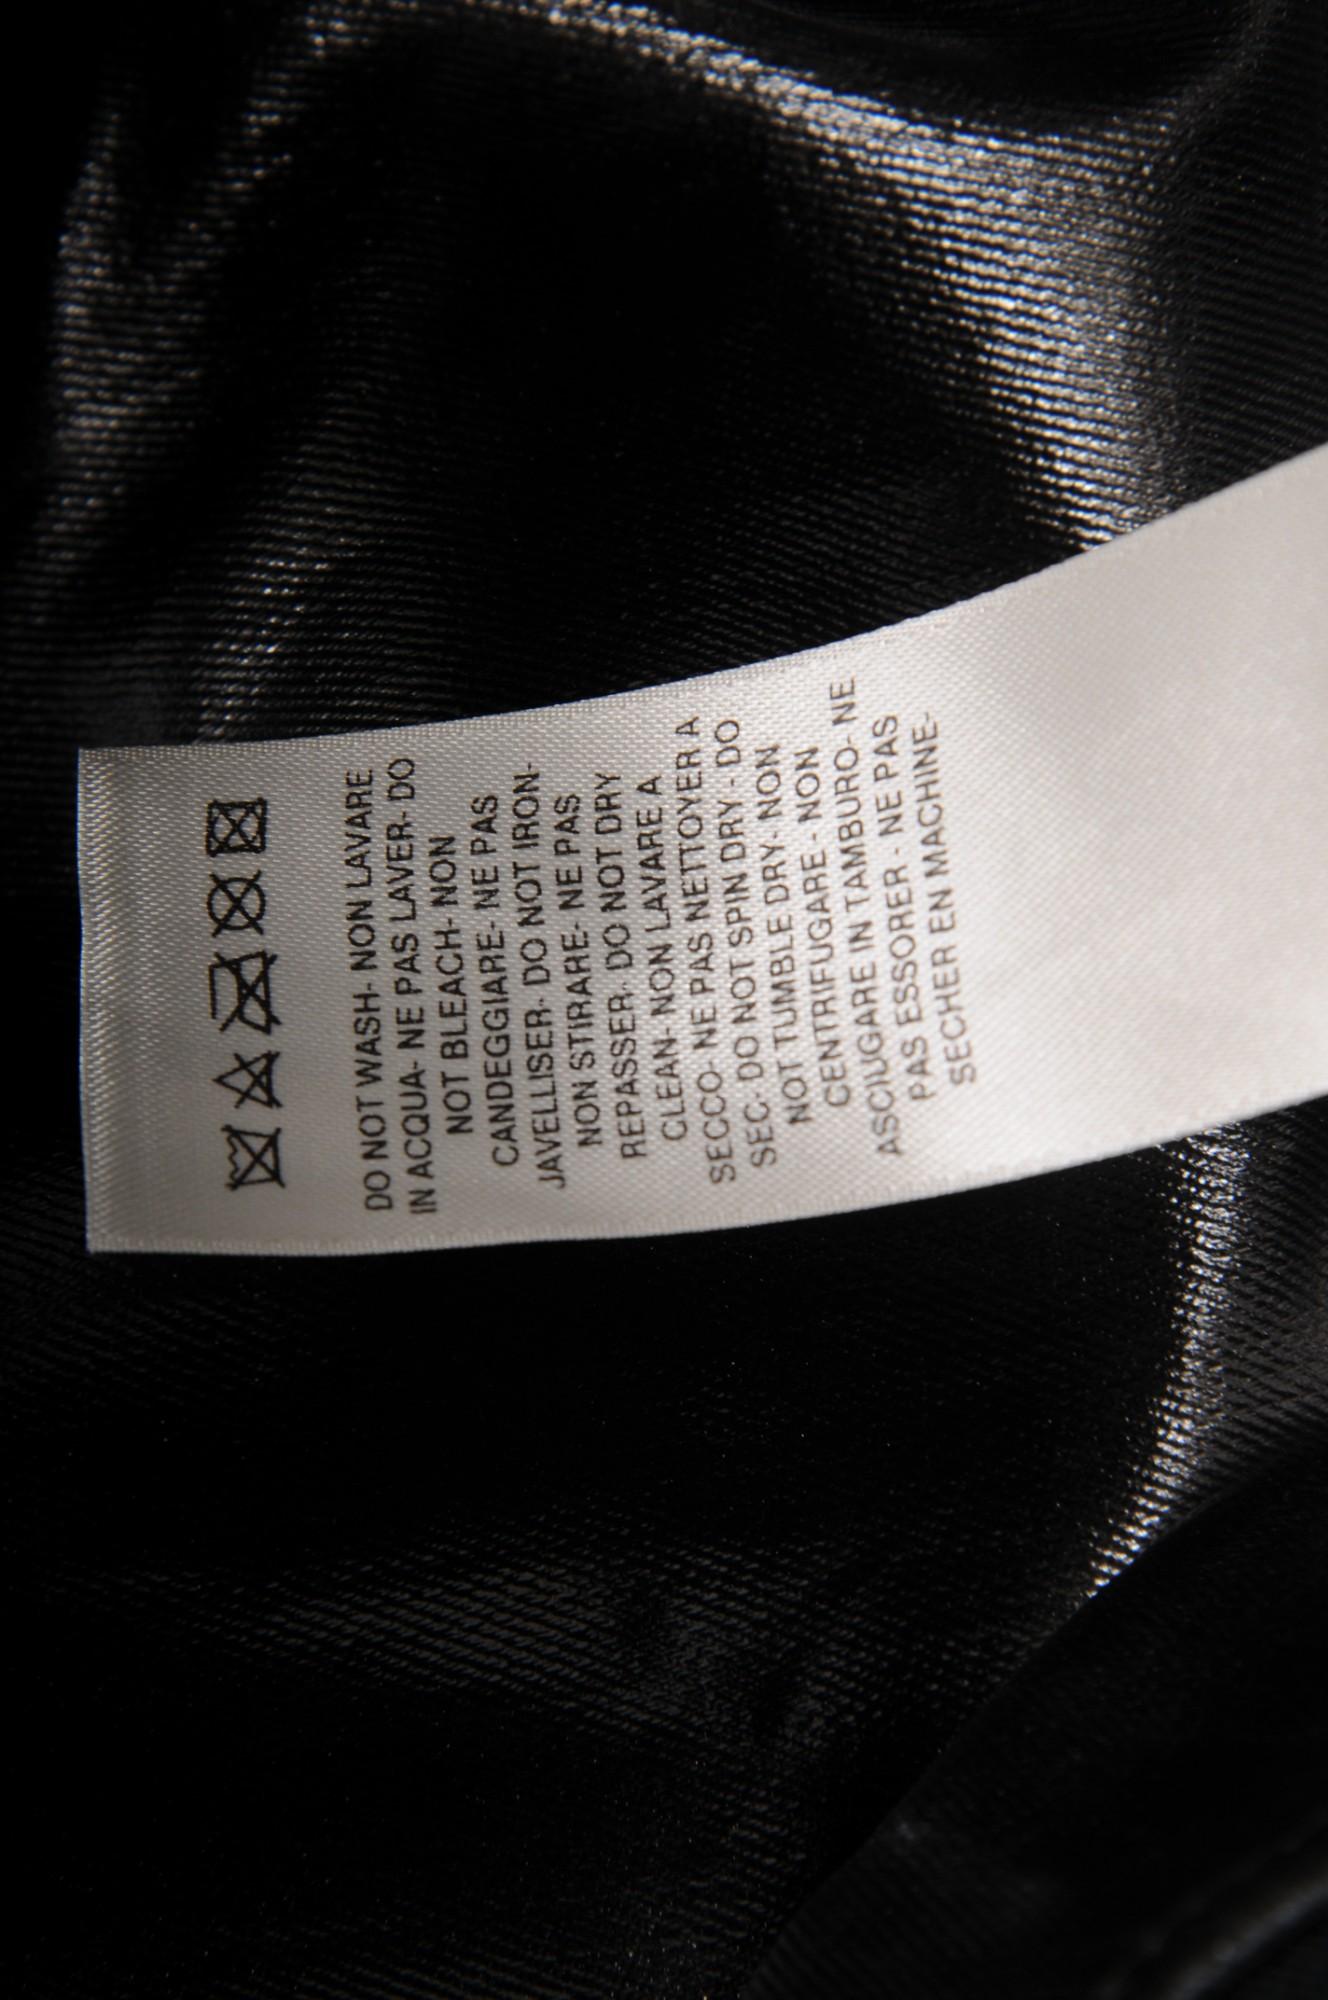 DO NOT WASH- NON LAVARE
IN ACQUA- NE PAS LAVER- DO
NOT BLEACH- NON
CANDEGGIARE- NE PAS
JAVELLISER- DO NOT IRON-
NON STIRARE- NE PAS
REPASSER- DO NOT DRY
CLEAN- NON LAVARE A
SECCO- NE PAS NETTOYER A
SEC- DO NOT SPIN DRY - DO
NOT TUMBLE DRY- NON
CENTRIFUGARE - NON
ASCIUGARE IN TAMBURO- NE
PAS ESSORER - NE PAS
SECHER EN MACHINE-